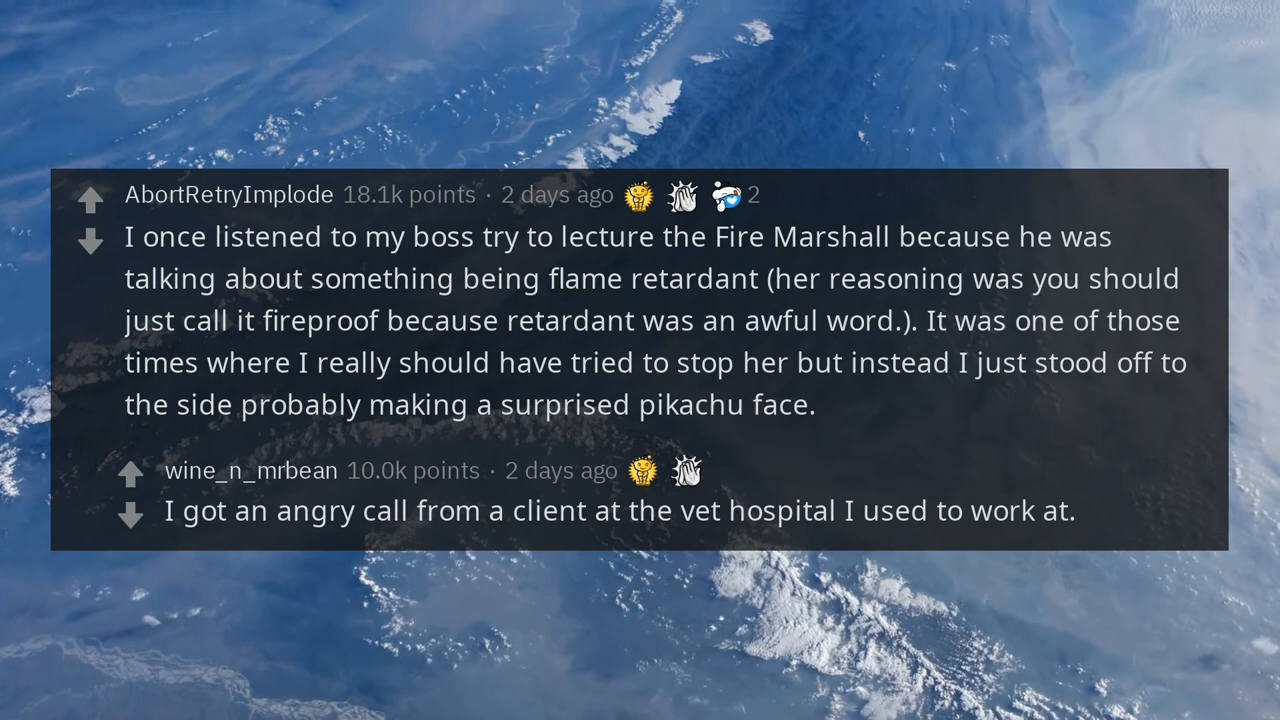 AbortRetryImplode 18.1k points · 2 days ago 2
I once listened to my boss try to lecture the Fire Marshall because he was
talking about something being flame retardant (her reasoning was you should
just call it fireproof because retardant was an awful word.). It was one of those
times where I really should have tried to stop her but instead I just stood off to
the side probably making a surprised pikachu face.
wine_n_mrbean 10.0k points · 2 days ago
I got an angry call from a client at the vet hospital I used to work at.